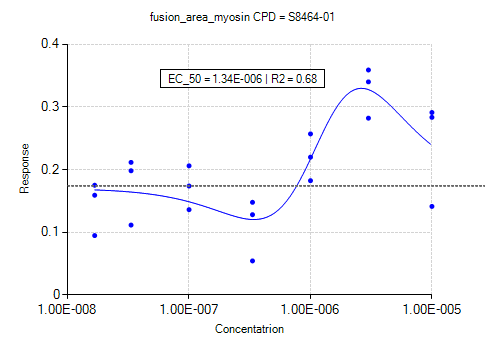 fusion_area_myosin CPD = S8464-01
0.4
EC_50 = 1.34E-006 | R2 = 0.68
0.3
Response
0.2
0.1
0
1.00E-008 1.00E-007 1.00E-006 1.00E-005
Concentatrion